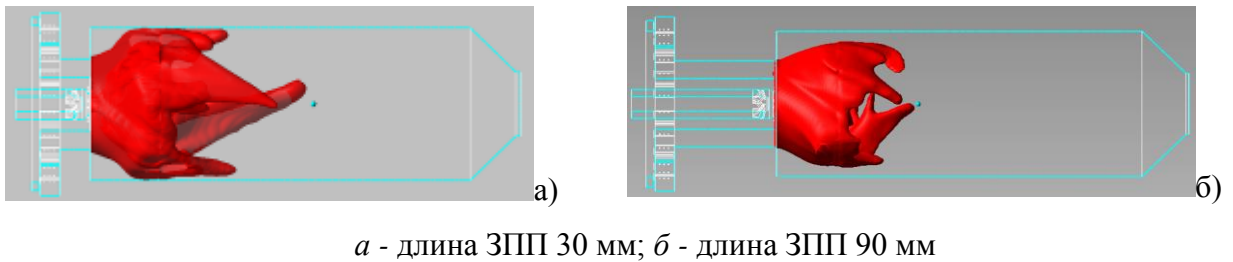 а)
б)
а - длина ЗПП 30 мм; б - длина ЗПП 90 мм